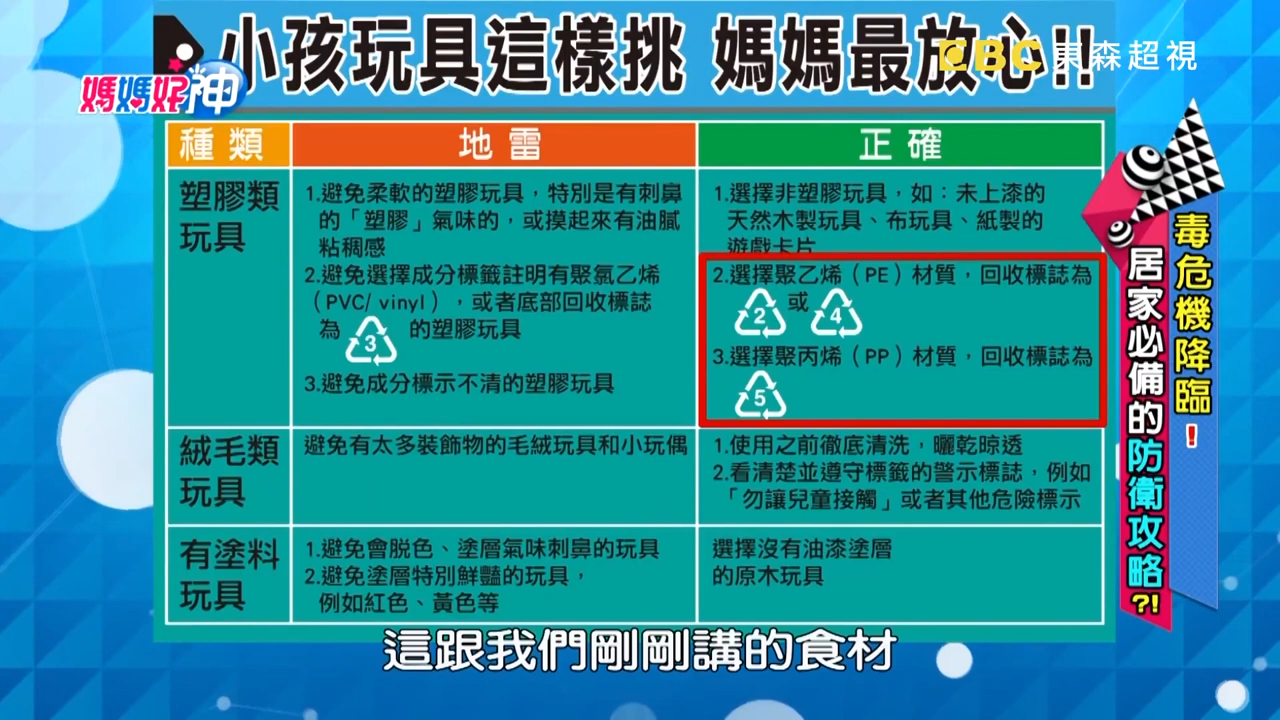 小孩玩具這樣挑 媽媽最放心!!
EBC 東森超視
媽媽好神
種類
地雷
正確
塑膠類
玩具
1.避免柔軟的塑膠玩具，特別是有刺鼻
的「塑膠」氣味的，或摸起來有油膩
粘稠感
2.避免選擇成分標籤註明有聚氯乙烯
（PVC/ vinyl），或者底部回收標誌
為 3 的塑膠玩具
3.避免成分標示不清的塑膠玩具
1.選擇非塑膠玩具，如：未上漆的
天然木製玩具、布玩具、紙製的
遊戲卡片
2.選擇聚乙烯（PE）材質，回收標誌為
2 或 4
3.選擇聚丙烯（PP）材質，回收標誌為
5
絨毛類
玩具
避免有太多裝飾物的毛絨玩具和小玩偶
1.使用之前徹底清洗，曬乾晾透
2.看清楚並遵守標籤的警示標誌，例如
「勿讓兒童接觸」或者其他危險標示
有塗料
玩具
1.避免會脫色、塗層氣味刺鼻的玩具
2.避免塗層特別鮮豔的玩具，
例如紅色、黃色等
選擇沒有油漆塗層
的原木玩具
毒危機降臨！
居家必備的防衛攻略?!
這跟我們剛剛講的食材